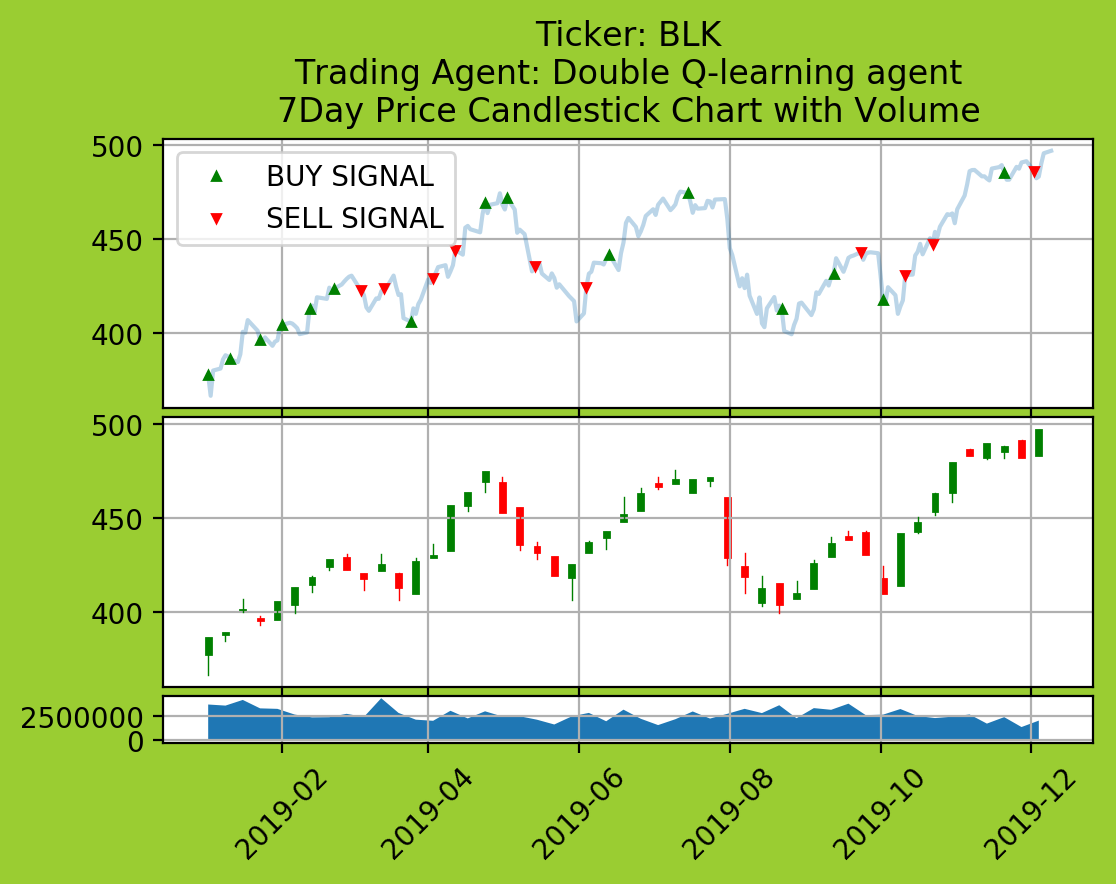 Ticker: BLK
Trading Agent: Double Q-learning agent
7Day Price Candlestick Chart with Volume
500
BUY SIGNAL
SELL SIGNAL
450
400
500
450
400
2500000
0
2019-02
2019-04
2019-06
2019-08
2019-10
2019-12